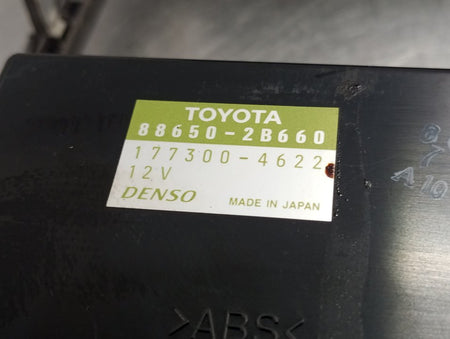 TOYOTA
88650-2B660
177300-4622
12V
DENSO MADE IN JAPAN
>ABS<